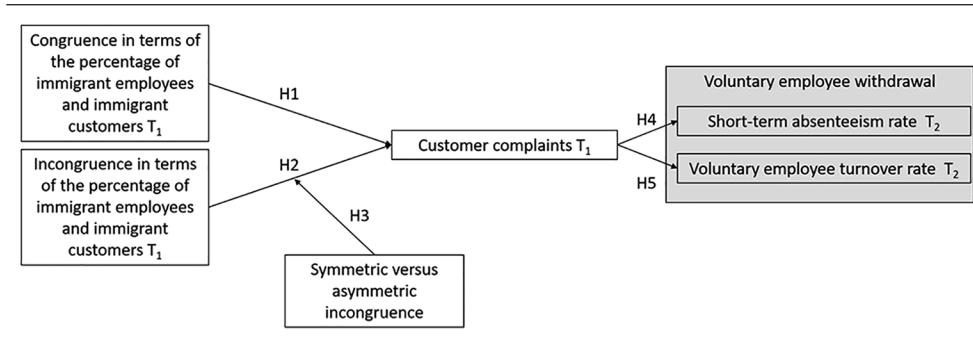 Congruence in terms of
the percentage of
immigrant employees
and immigrant
customers T₁
H1
Incongruence in terms
of the percentage of
immigrant employees
and immigrant
customers T₁
H2
H3
Symmetric versus
asymmetric
incongruence
Customer complaints T₁
H4
H5
Voluntary employee withdrawal
Short-term absenteeism rate T₂
Voluntary employee turnover rate T₂